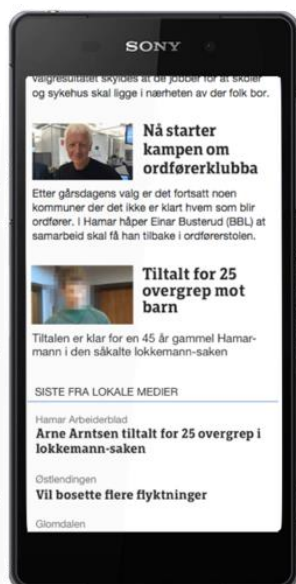 SONY
valgresultatet skyldes at de jobber for at skoler
og sykehus skal ligge i nærheten av der folk bor.
Nå starter
kampen om
ordførerklubba
Etter gårsdagens valg er det fortsatt noen
kommuner der det ikke er klart hvem som blir
ordfører. I Hamar håper Einar Busterud (BBL) at
samarbeid skal få han tilbake i ordførerstolen.
Tiltalt for 25
overgrep mot
barn
Tiltalen er klar for en 45 år gammel Hamar-
mann i den såkalte lokkemann-saken
SISTE FRA LOKALE MEDIER
Hamar Arbeiderblad
Arne Arntsen tiltalt for 25 overgrep i
lokkemann-saken
Østlendingen
Vil bosette flere flyktninger
Glomdalen